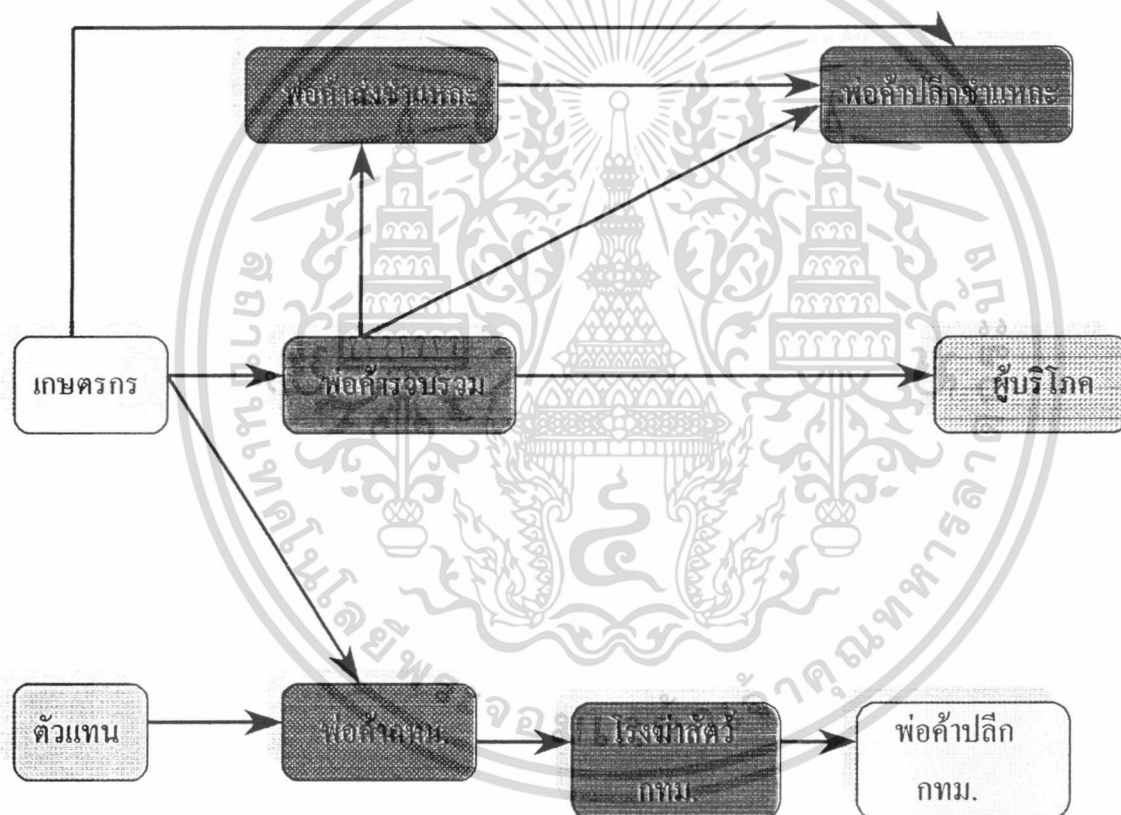 พ่อค้าส่งชำแหละ
พ่อค้าปลีกชำแหละ
เกษตรกร
พ่อค้ารวบรวม
ผู้บริโภค
ตัวแทน
พ่อค้ากทม.
โรงฆ่าสัตว์
กทม.
พ่อค้าปลีก
กทม.